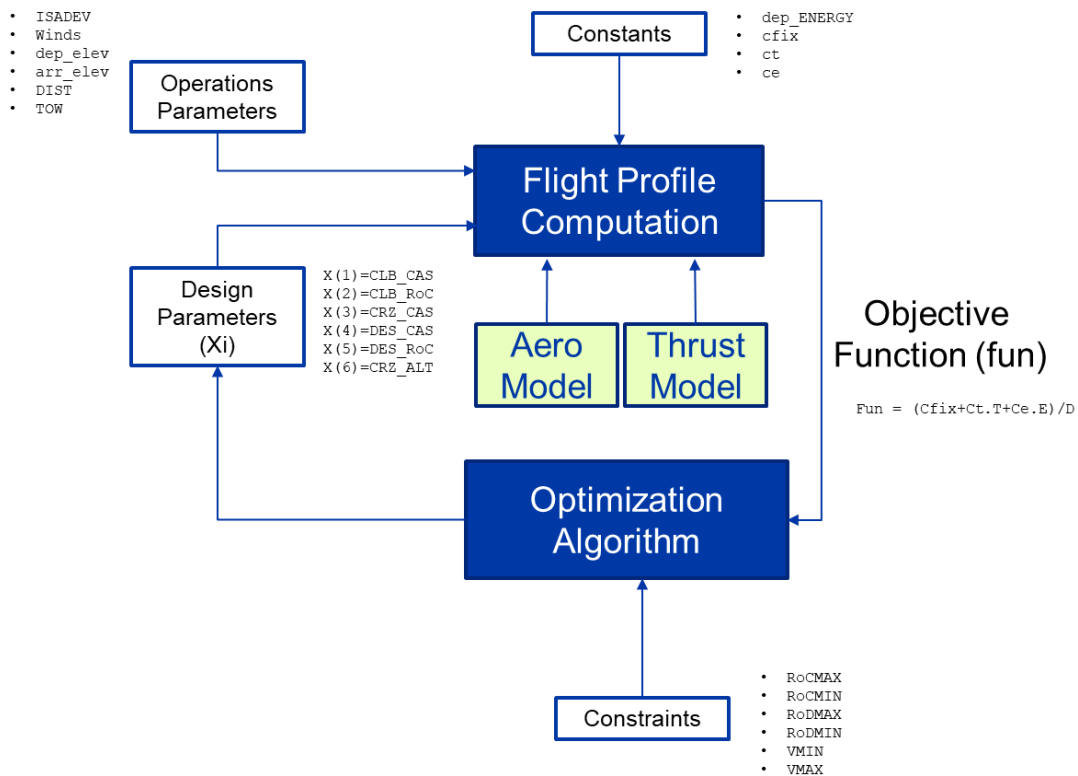 • ISADEV
• Winds
• dep_elev
• arr_elev
• DIST
• TOW
Operations
Parameters
Constants
• dep_ENERGY
• cfix
• ct
• ce
Flight Profile
Computation
Design
Parameters
(Xi)
X(1)=CLB_CAS
X(2)=CLB_RoC
X(3)=CRZ_CAS
X(4)=DES_CAS
X(5)=DES_RoC
X(6)=CRZ_ALT
Aero
Model
Thrust
Model
Objective
Function (fun)
Fun = (Cfix+Ct.T+Ce.E)/D
Optimization
Algorithm
Constraints
• RoCMAX
• RoCMIN
• RoDMAX
• RoDMIN
• VMIN
• VMAX